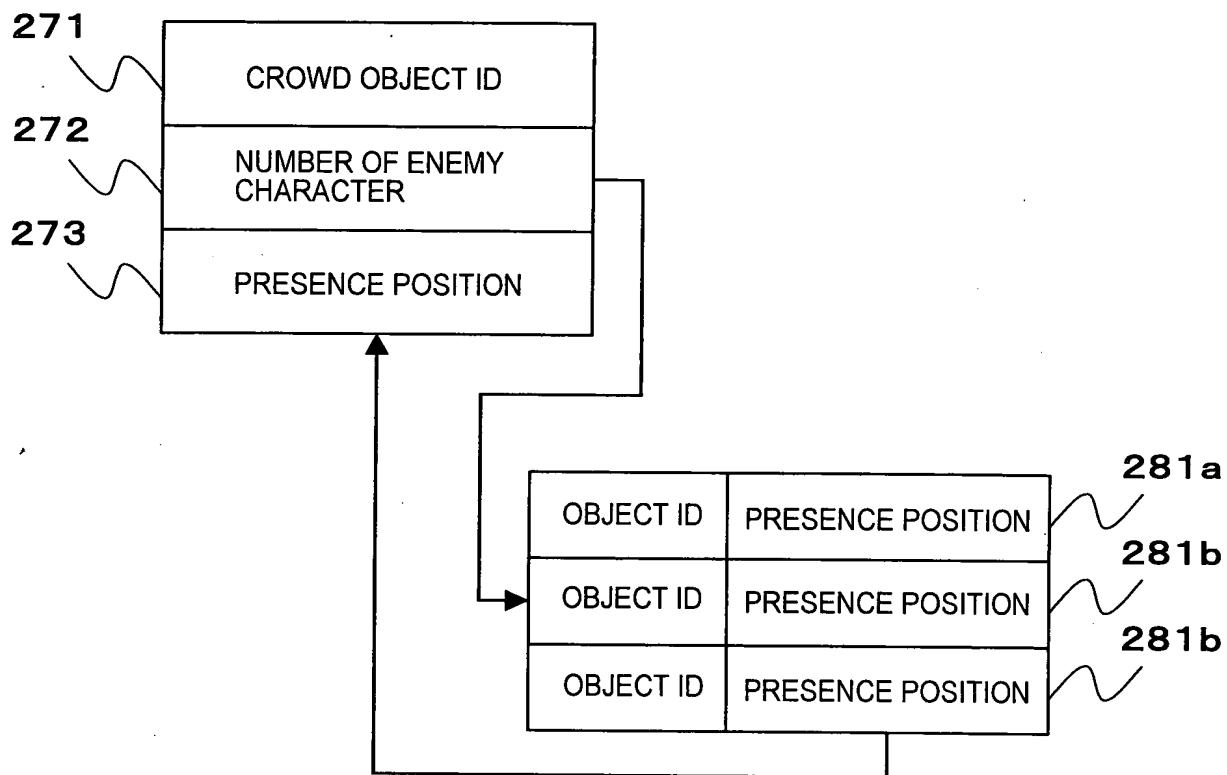 271
CROWD OBJECT ID
272
NUMBER OF ENEMY
CHARACTER
273
PRESENCE POSITION
281a
OBJECT ID PRESENCE POSITION
281b
OBJECT ID PRESENCE POSITION
281b
OBJECT ID PRESENCE POSITION